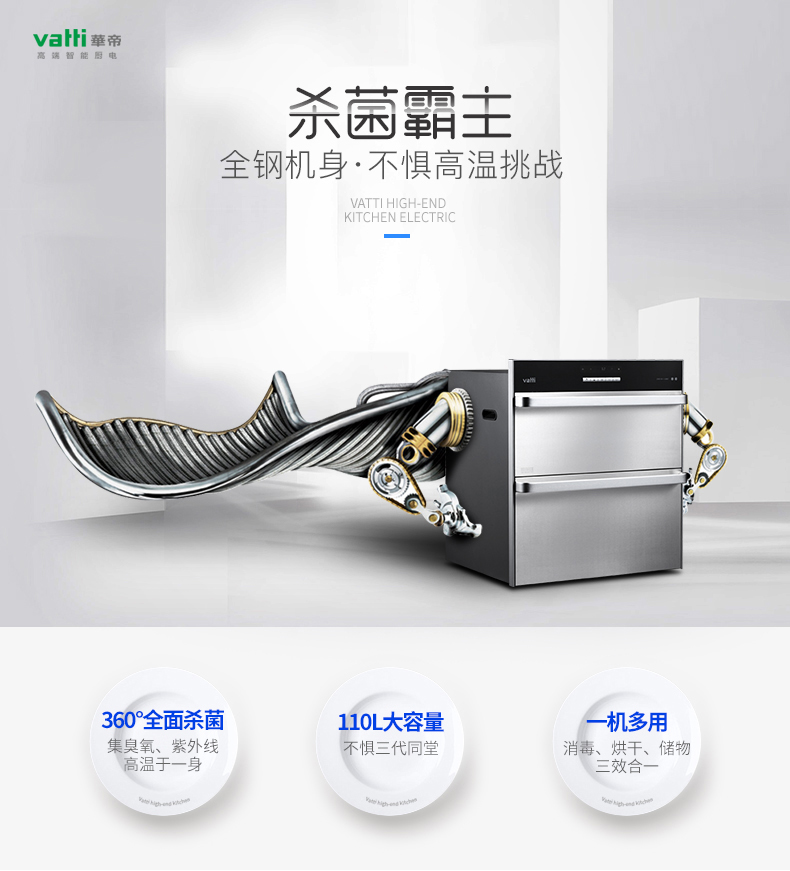 vatti 華帝
高端智能厨电
杀菌霸主
全钢机身·不惧高温挑战
VATTI HIGH-END
KITCHEN ELECTRIC
vatti
360°全面杀菌
集臭氧、紫外线
高温于一身
Vatti high-end Kitchen
110L大容量
不惧三代同堂
Vatti high-end Kitchen
一机多用
消毒、烘干、储物
三效合一
Vatti high-end Kitchen